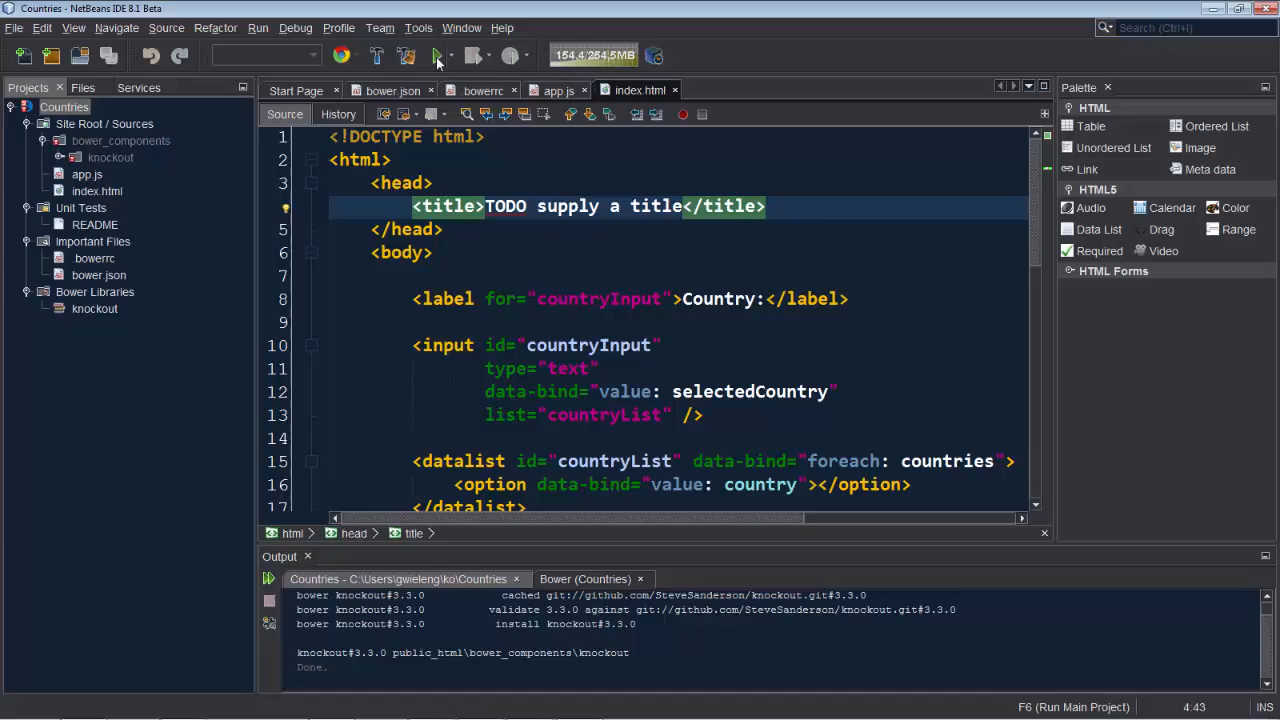 Countries - NetBeans IDE 8.1 Beta
File Edit View Navigate Source Refactor Run Debug Profile Team Tools Window Help
Search (Ctrl+I)
154.4/254.5MB
Projects Files Services
Start Page bower.json .bowerrc app.js index.html
Palette
Source History
Countries
Site Root / Sources
bower_components
knockout
app.js
index.html
Unit Tests
README
Important Files
.bowerrc
bower.json
Bower Libraries
knockout
1 <!DOCTYPE html>
2 <html>
3 <head>
4 <title>TODO supply a title</title>
5 </head>
6 <body>
7
8 <label for="countryInput">Country:</label>
9
10 <input id="countryInput"
11 type="text"
12 data-bind="value: selectedCountry"
13 list="countryList" />
14
15 <datalist id="countryList" data-bind="foreach: countries">
16 <option data-bind="value: country"></option>
17 </datalist>
html head title
HTML
Table Ordered List
Unordered List Image
Link Meta data
HTML5
Audio Calendar Color
Data List Drag Range
Required Video
HTML Forms
Output
Countries - C:\Users\gwieleng\ko\Countries Bower (Countries)
bower knockout#3.3.0 cached git://github.com/SteveSanderson/knockout.git#3.3.0
bower knockout#3.3.0 validate 3.3.0 against git://github.com/SteveSanderson/knockout.git#3.3.0
bower knockout#3.3.0 install knockout#3.3.0
knockout#3.3.0 public_html\bower_components\knockout
Done.
F6 (Run Main Project) 4:43 INS